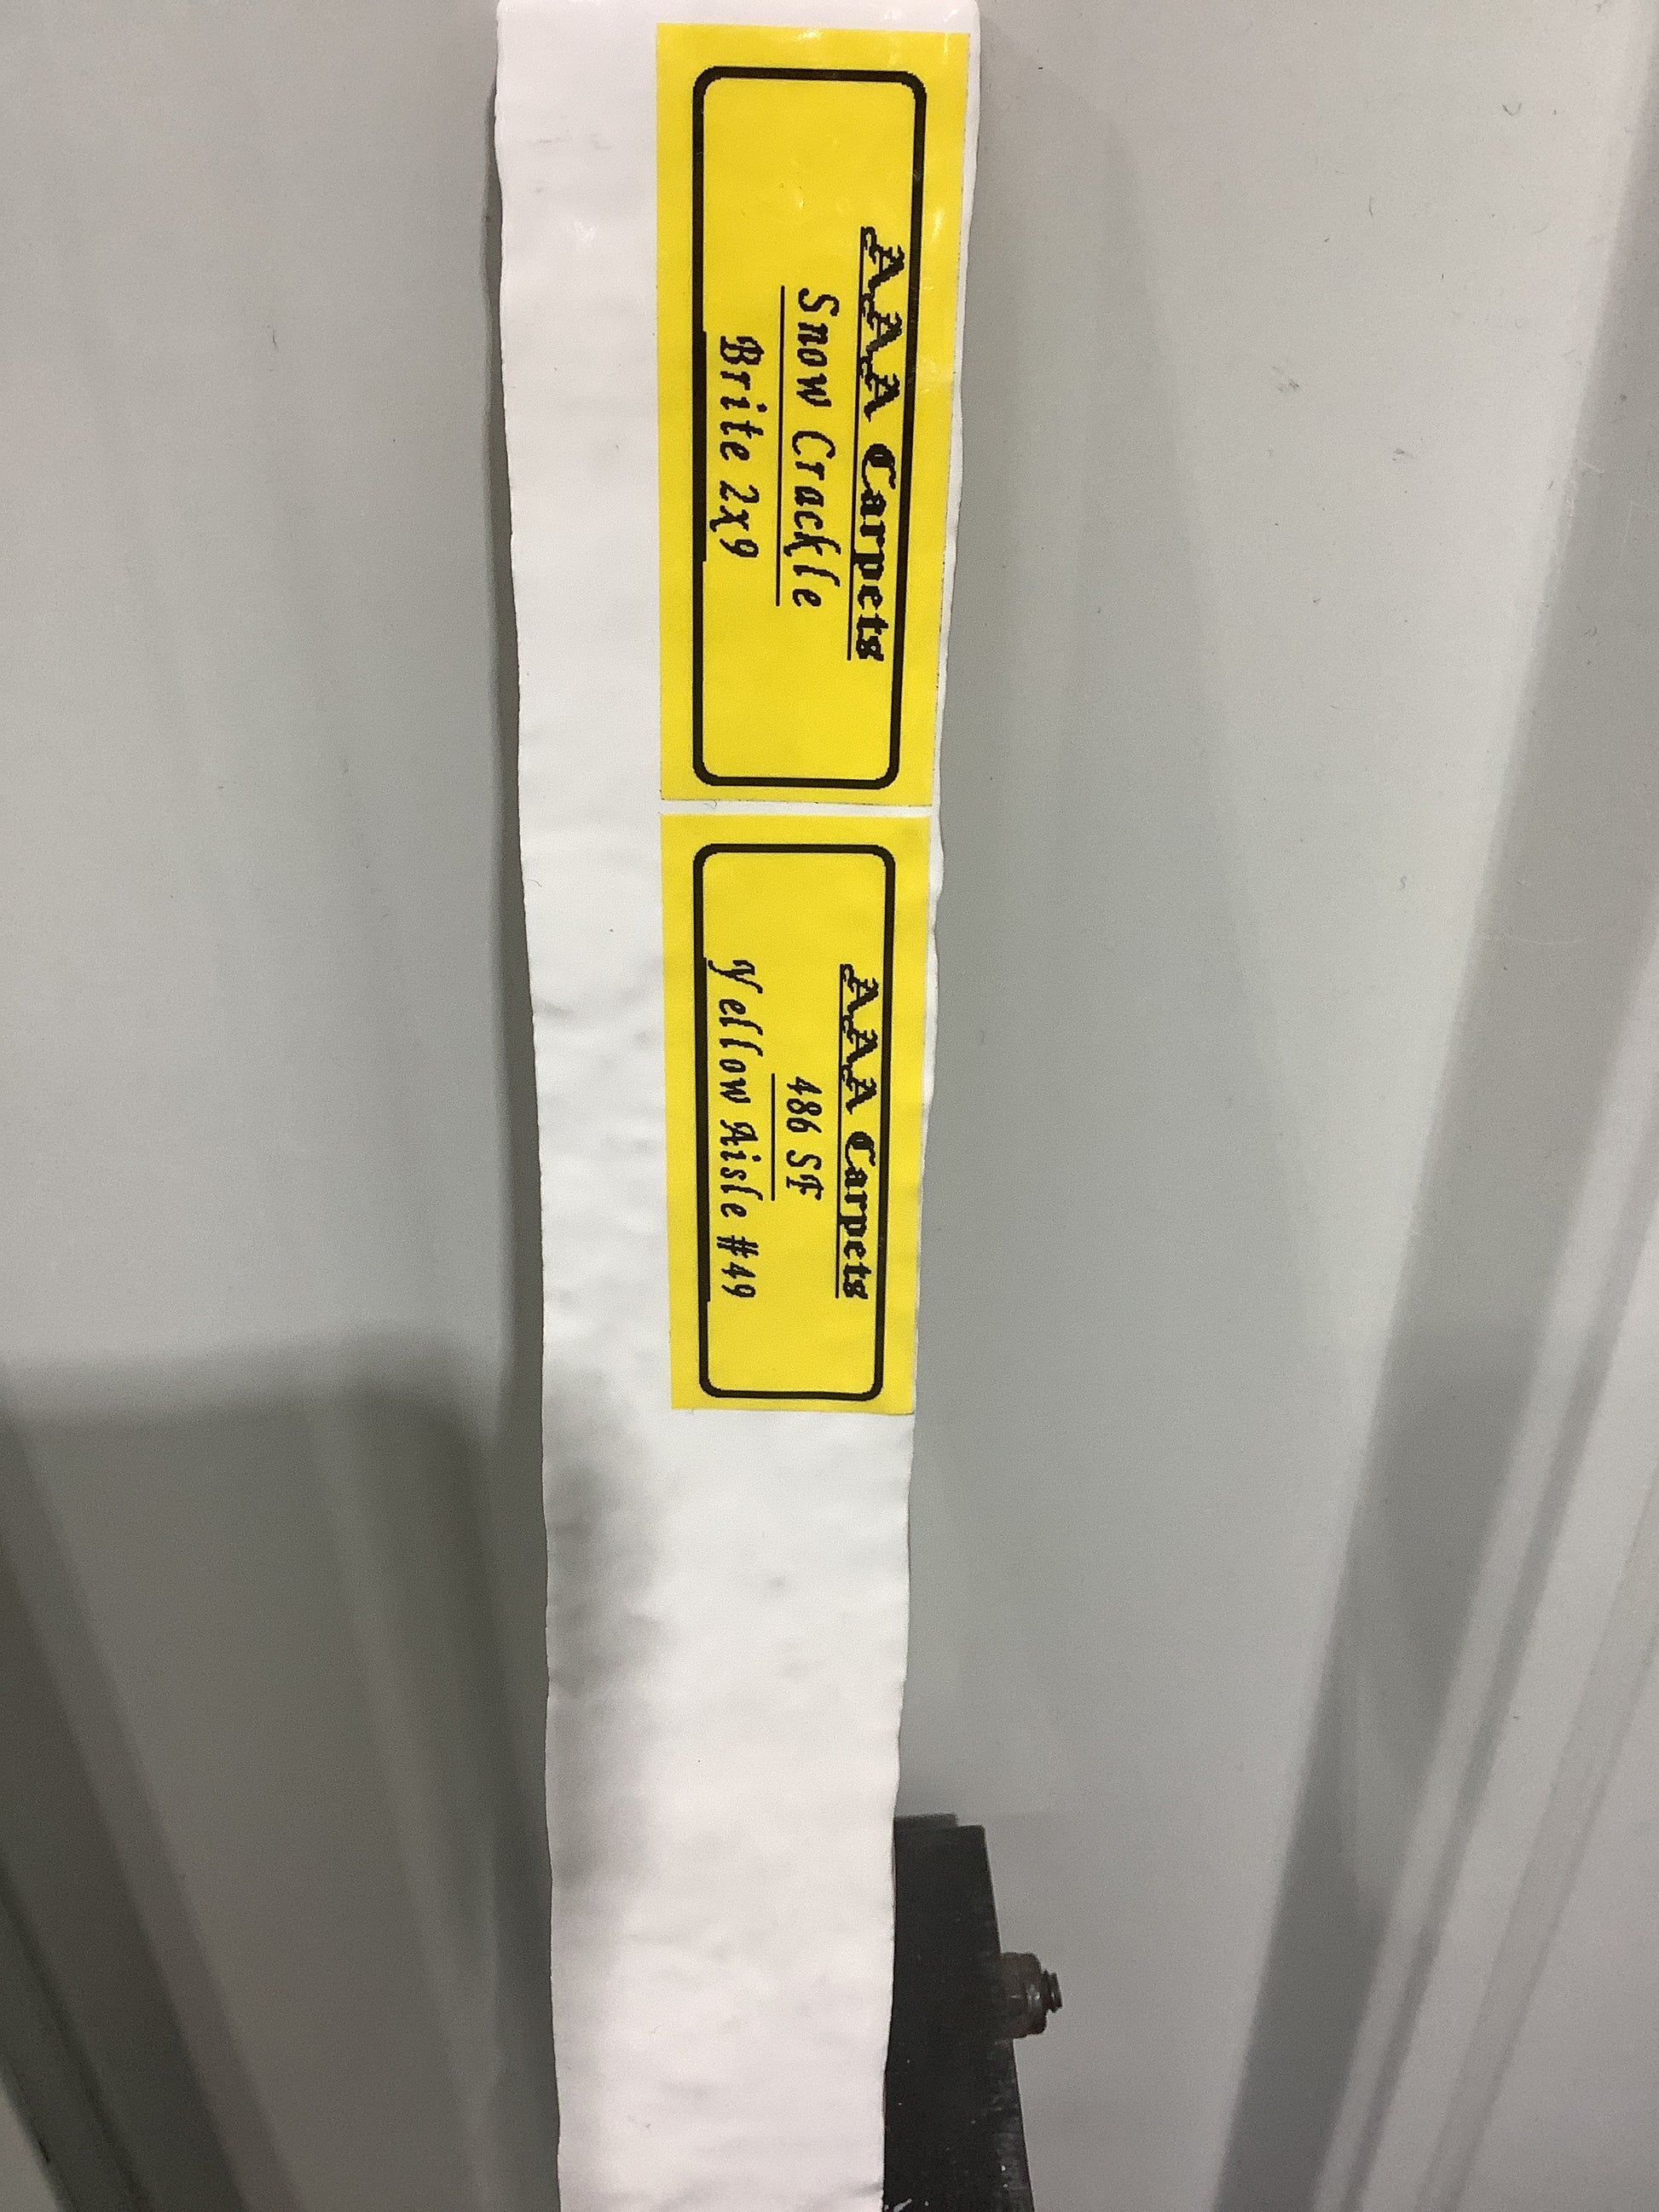 AAA Carpets
Snow Crackle
Brite 2x9
AAA Carpets
486 SF
Yellow Aisle #49